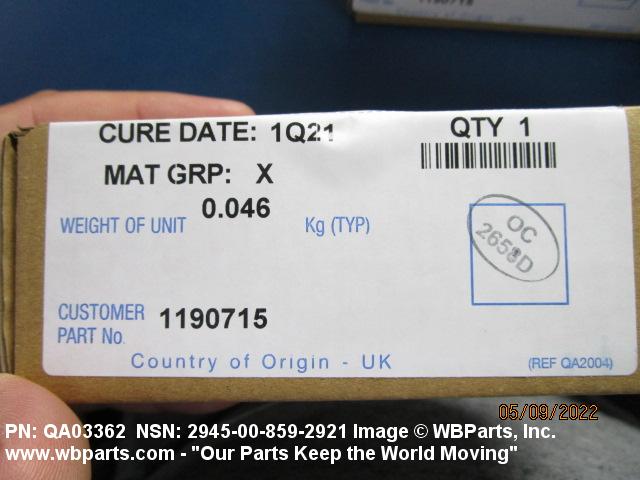 1190715
CURE DATE: 1Q21
QTY 1
MAT GRP: X
WEIGHT OF UNIT 0.046 Kg (TYP)
OC
2658D
CUSTOMER
PART No. 1190715
Country of Origin - UK
(REF QA2004)
05/09/2022
PN: QA03362 NSN: 2945-00-859-2921 Image © WBParts, Inc.
www.wbparts.com - "Our Parts Keep the World Moving"